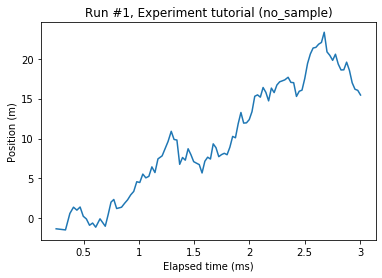 Run #1, Experiment tutorial (no_sample)
Position (m)
20
15
10
5
0
0.5 1 1.5 2 2.5 3
Elapsed time (ms)